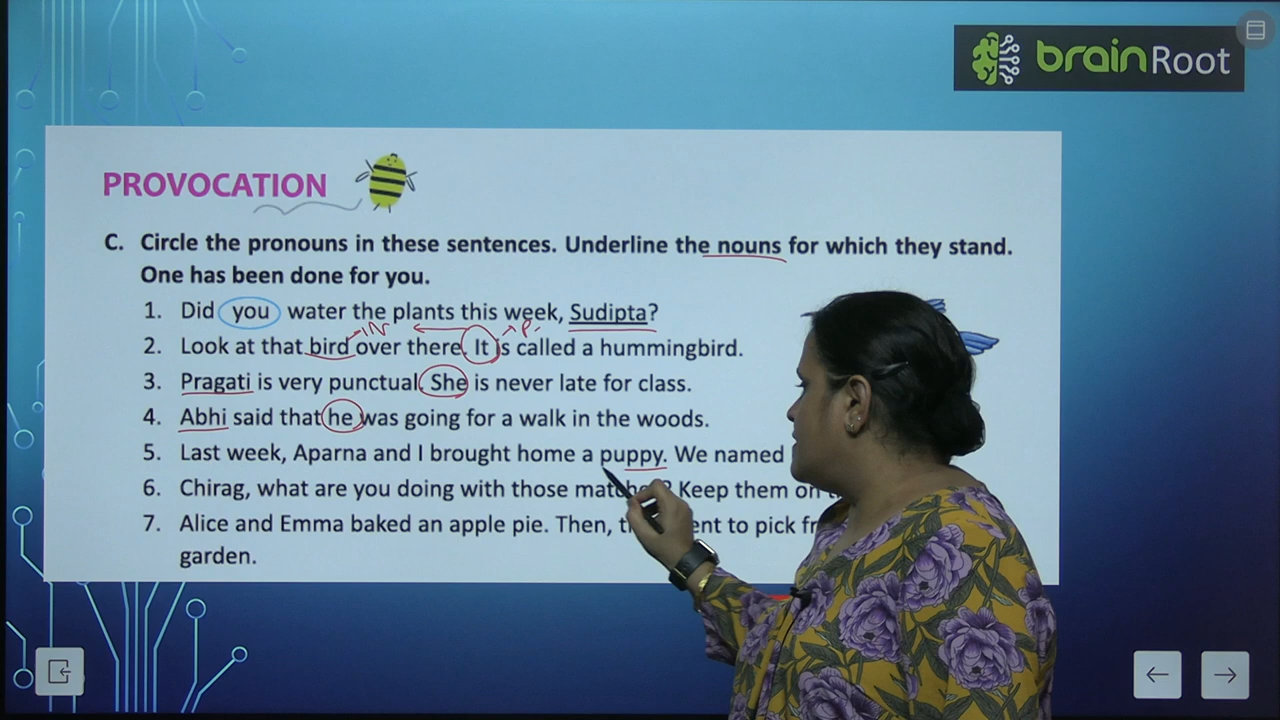 brainRoot
PROVOCATION
C. Circle the pronouns in these sentences. Underline the nouns for which they stand.
One has been done for you.
1. Did you water the plants this week, Sudipta?
N P.
2. Look at that bird over there. It is called a hummingbird.
3. Pragati is very punctual. She is never late for class.
4. Abhi said that he was going for a walk in the woods.
5. Last week, Aparna and I brought home a puppy. We named
6. Chirag, what are you doing with those matches? Keep them on
7. Alice and Emma baked an apple pie. Then, to pick
garden.